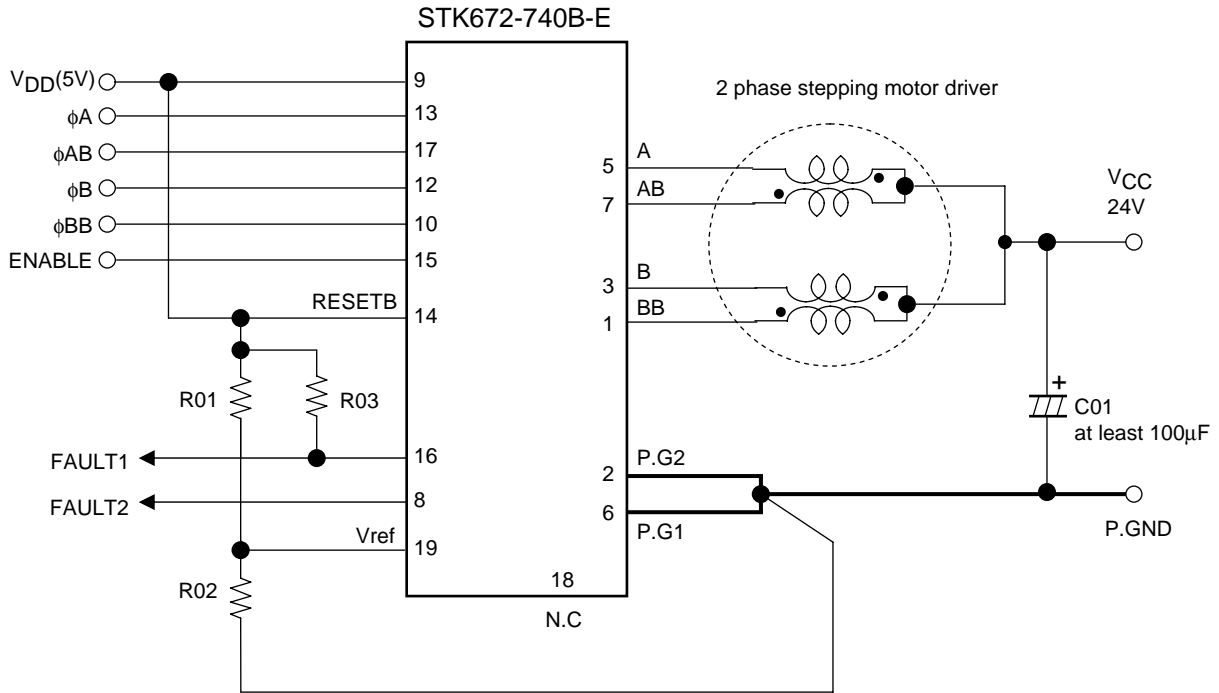 STK672-740B-E
VDD(5V)
9
ϕA
13
ϕAB
17
ϕB
12
ϕBB
10
ENABLE
15
RESETB
14
R01
R03
FAULT1
16
FAULT2
8
Vref
19
R02
18
N.C
2 phase stepping motor driver
5
A
7
AB
3
B
1
BB
VCC
24V
+
C01
at least 100μF
2
P.G2
6
P.G1
P.GND